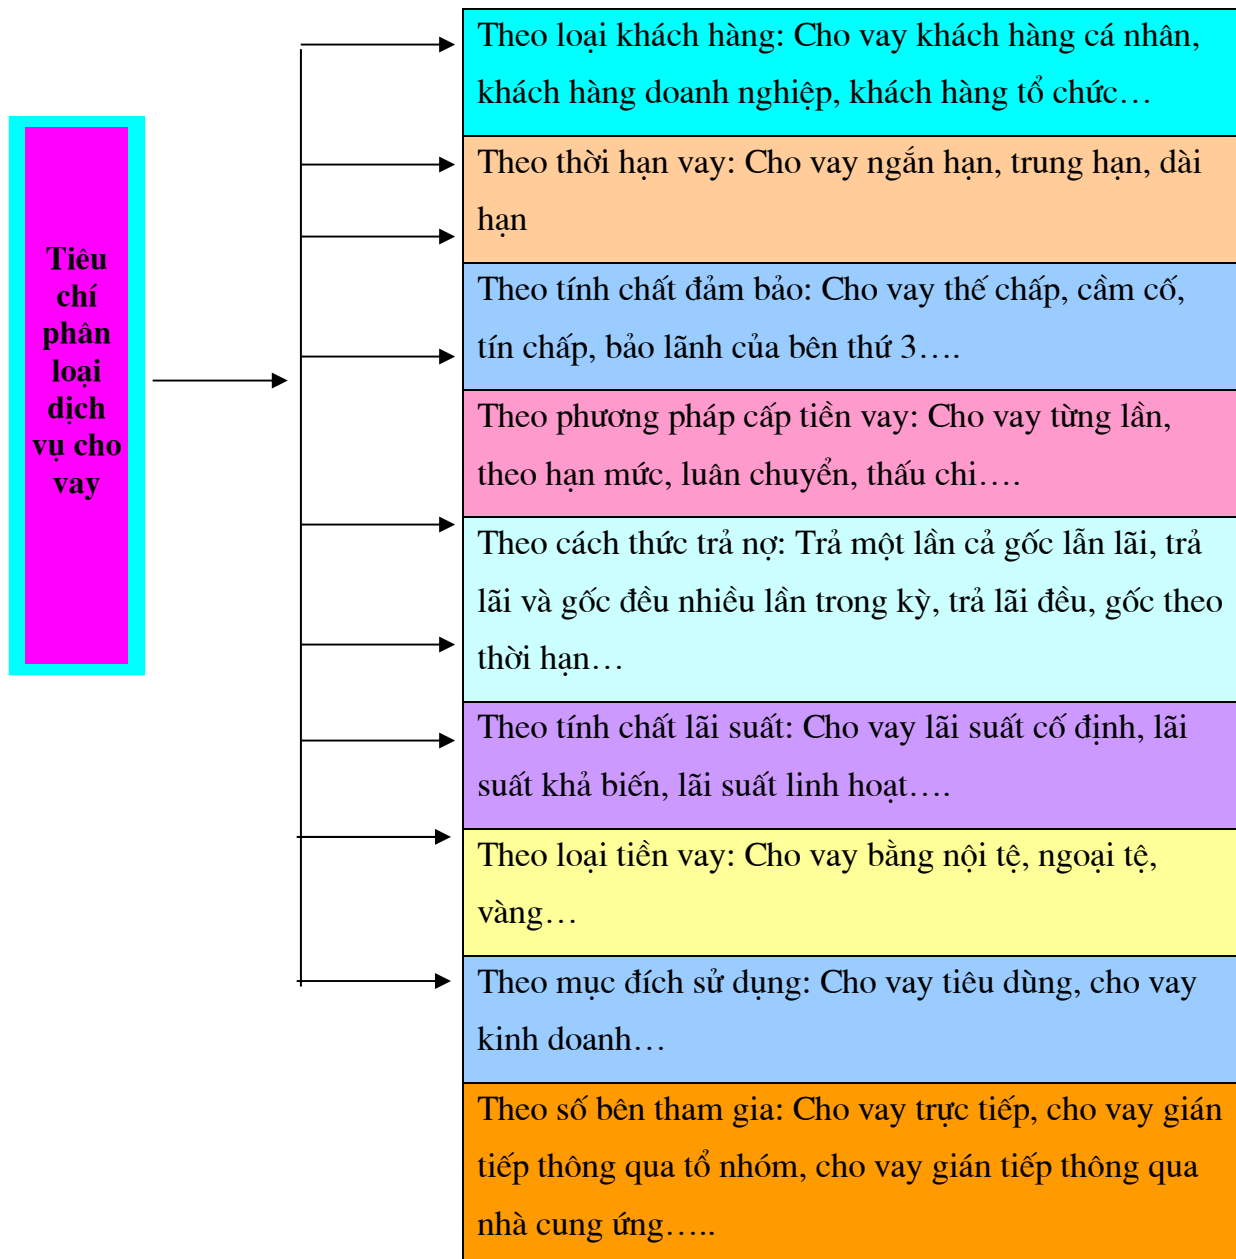 Tiêu
chí
phân
loại
dịch
vụ cho
vay
Theo loại khách hàng: Cho vay khách hàng cá nhân,
khách hàng doanh nghiệp, khách hàng tổ chức…
Theo thời hạn vay: Cho vay ngắn hạn, trung hạn, dài
hạn
Theo tính chất đảm bảo: Cho vay thế chấp, cầm cố,
tín chấp, bảo lãnh của bên thứ 3….
Theo phương pháp cấp tiền vay: Cho vay từng lần,
theo hạn mức, luân chuyển, thấu chi….
Theo cách thức trả nợ: Trả một lần cả gốc lẫn lãi, trả
lãi và gốc đều nhiều lần trong kỳ, trả lãi đều, gốc theo
thời hạn…
Theo tính chất lãi suất: Cho vay lãi suất cố định, lãi
suất khả biến, lãi suất linh hoạt….
Theo loại tiền vay: Cho vay bằng nội tệ, ngoại tệ,
vàng…
Theo mục đích sử dụng: Cho vay tiêu dùng, cho vay
kinh doanh…
Theo số bên tham gia: Cho vay trực tiếp, cho vay gián
tiếp thông qua tổ nhóm, cho vay gián tiếp thông qua
nhà cung ứng…..